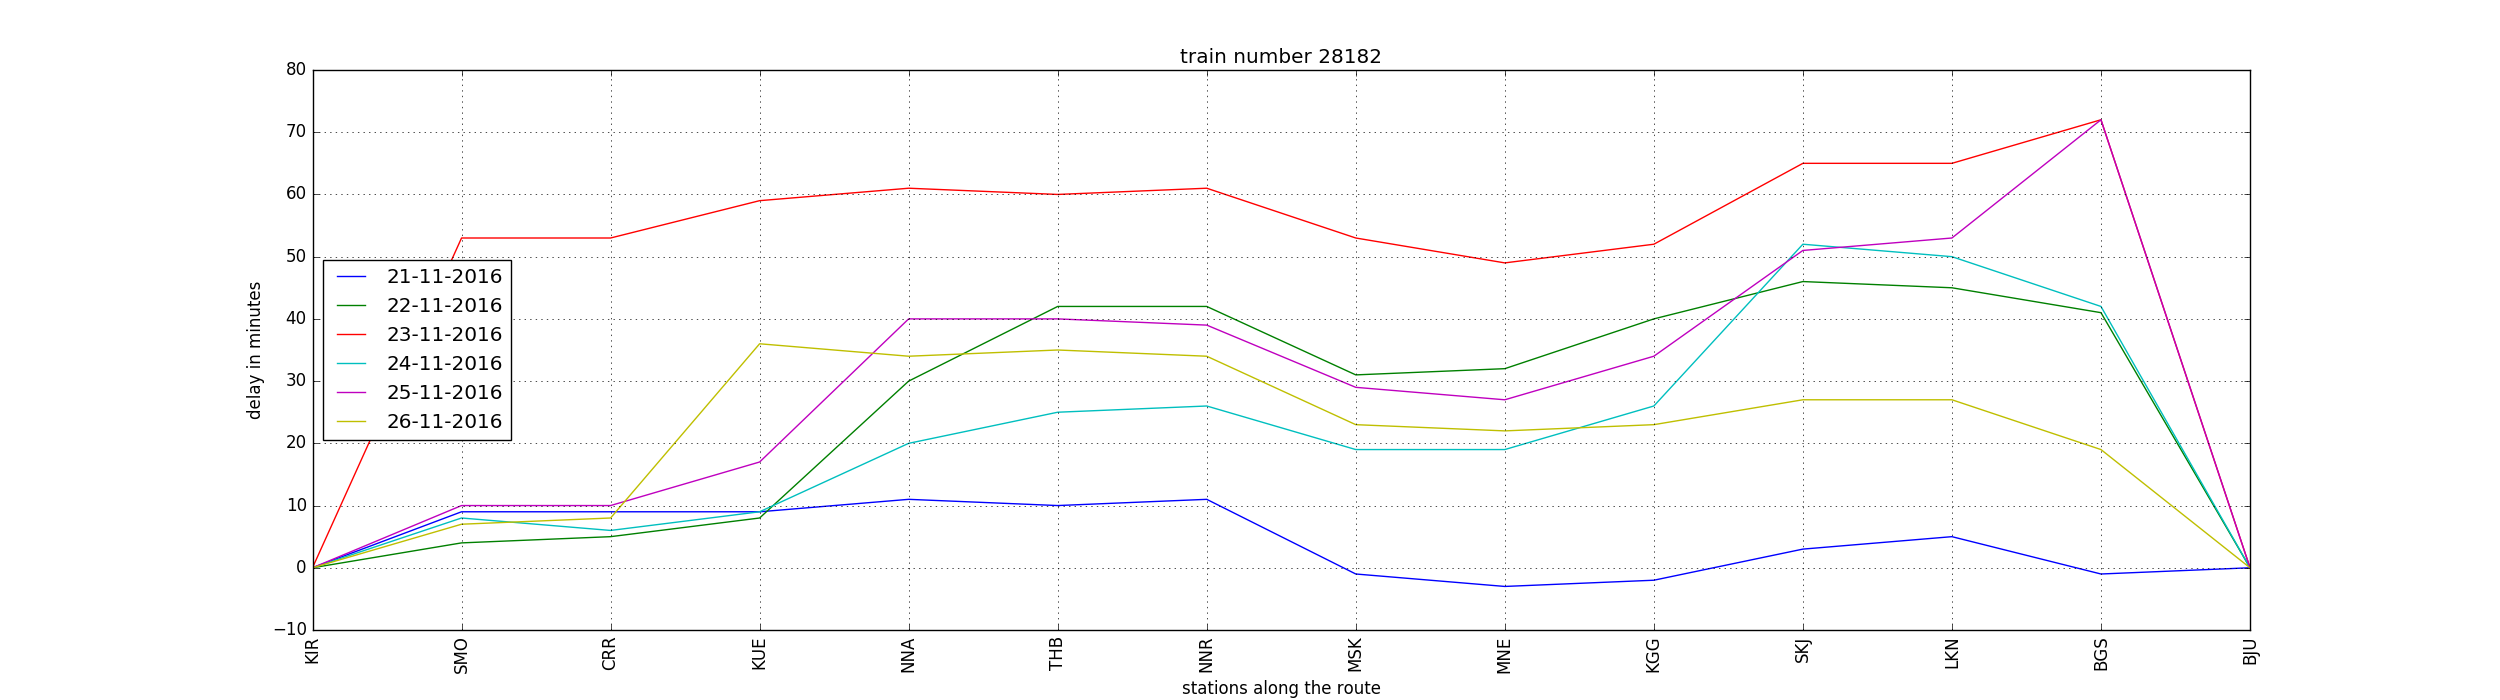 train number 28182
80
70
60
50
40
30
20
10
0
−10
delay in minutes
21-11-2016
22-11-2016
23-11-2016
24-11-2016
25-11-2016
26-11-2016
KIR
SMO
CRR
KUE
NNA
THB
NNR
MSK
MNE
KGG
SKJ
LKN
BGS
BJU
stations along the route